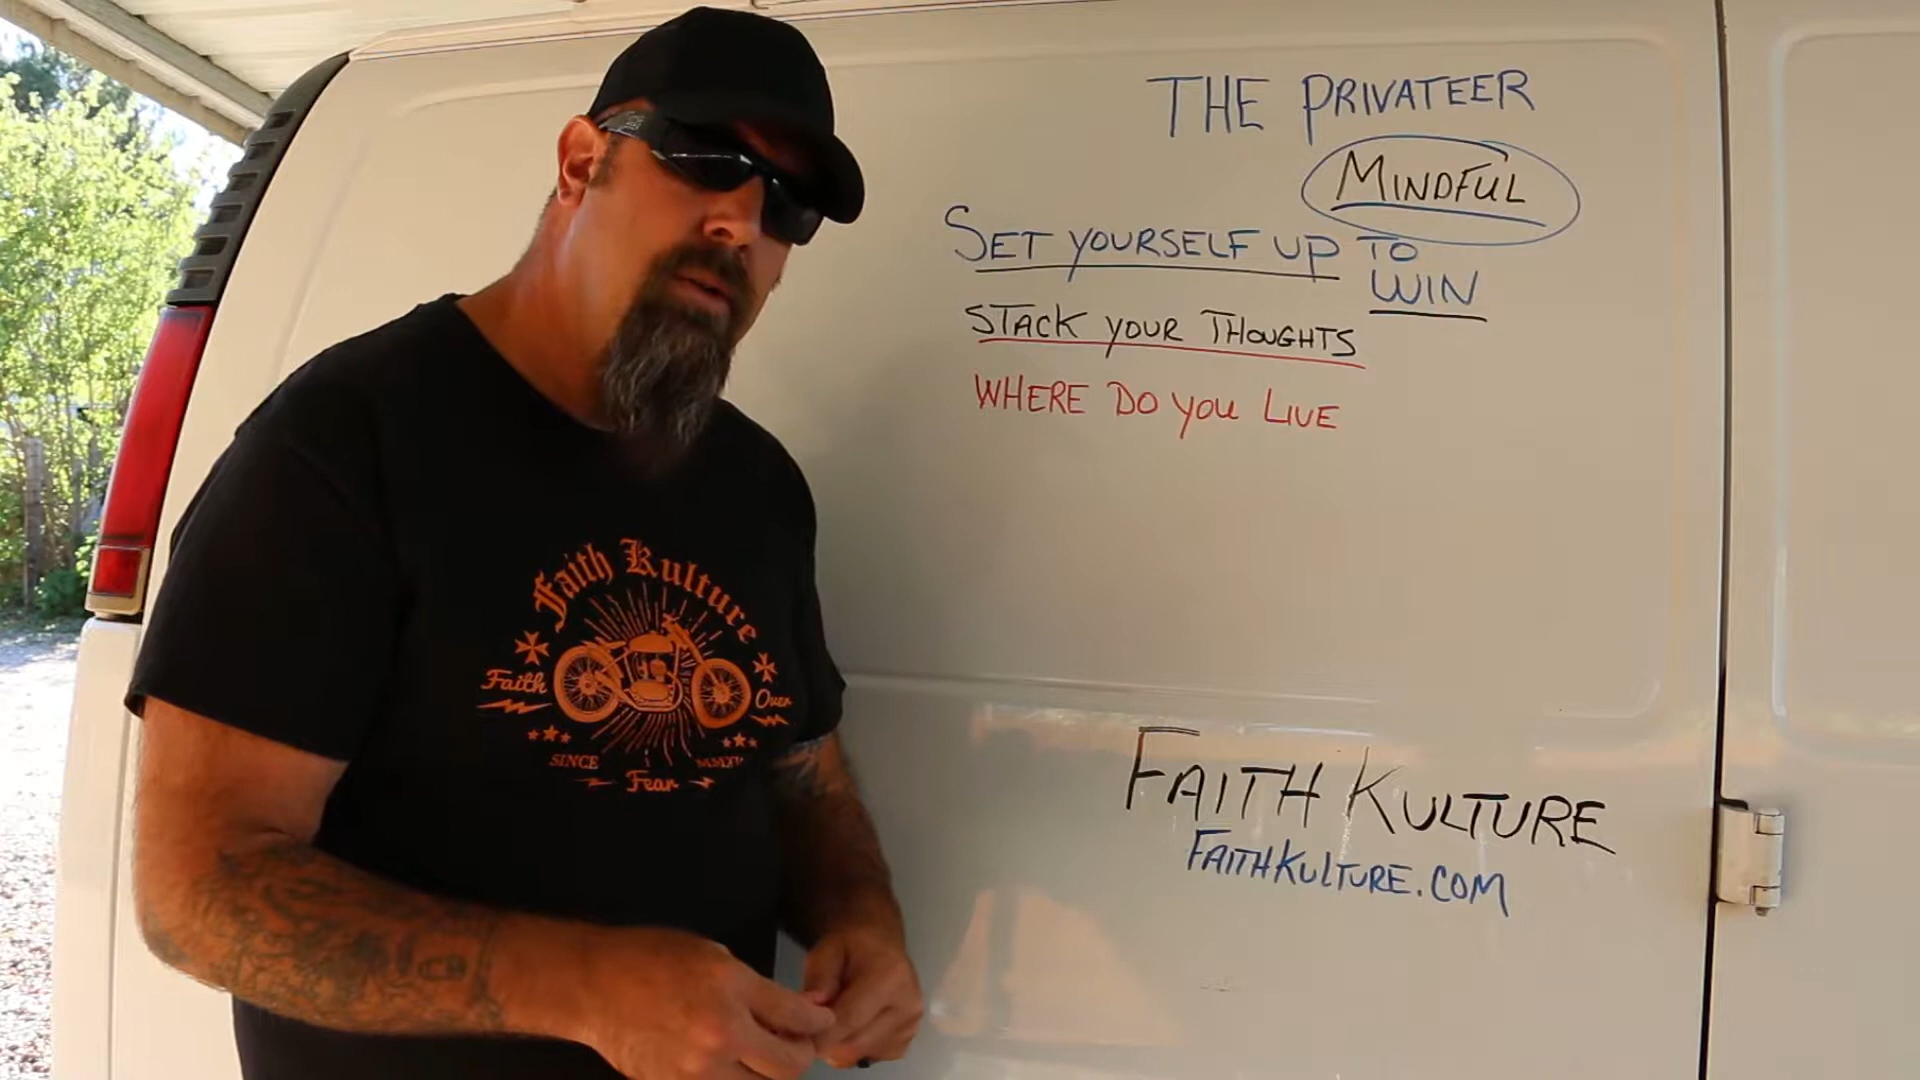 THE PRIVATEER
MINDFUL
SET YOURSELF UP TO
WIN
STACK YOUR THOUGHTS
WHERE DO YOU LIVE
Faith Kulture
Faith Over
SINCE
Fear
FAITH KULTURE
FAITHKULTURE.COM